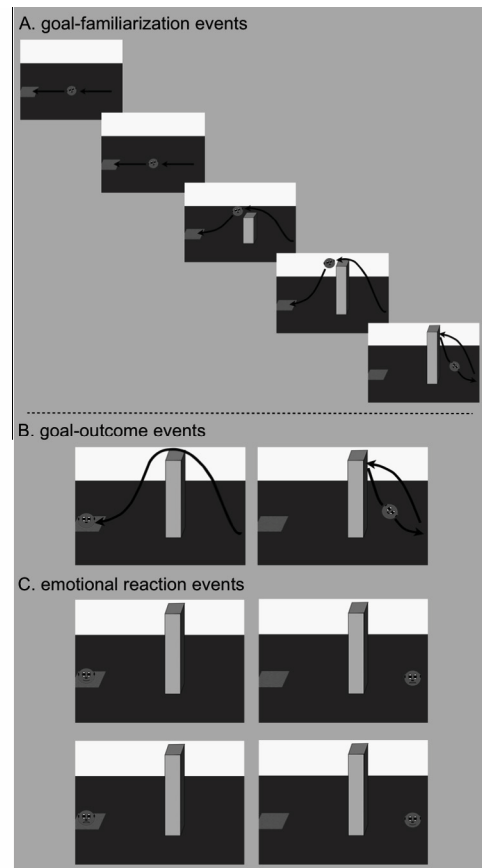 A. goal-familiarization events
B. goal-outcome events
C. emotional reaction events